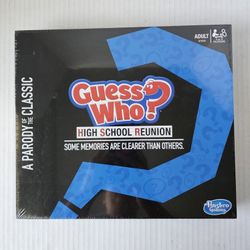 A PARODY OF THE CLASSIC
ADULT
Guess
Who?
HIGH SCHOOL REUNION
SOME MEMORIES ARE CLEARER THAN OTHERS.
Hasbro
Gaming